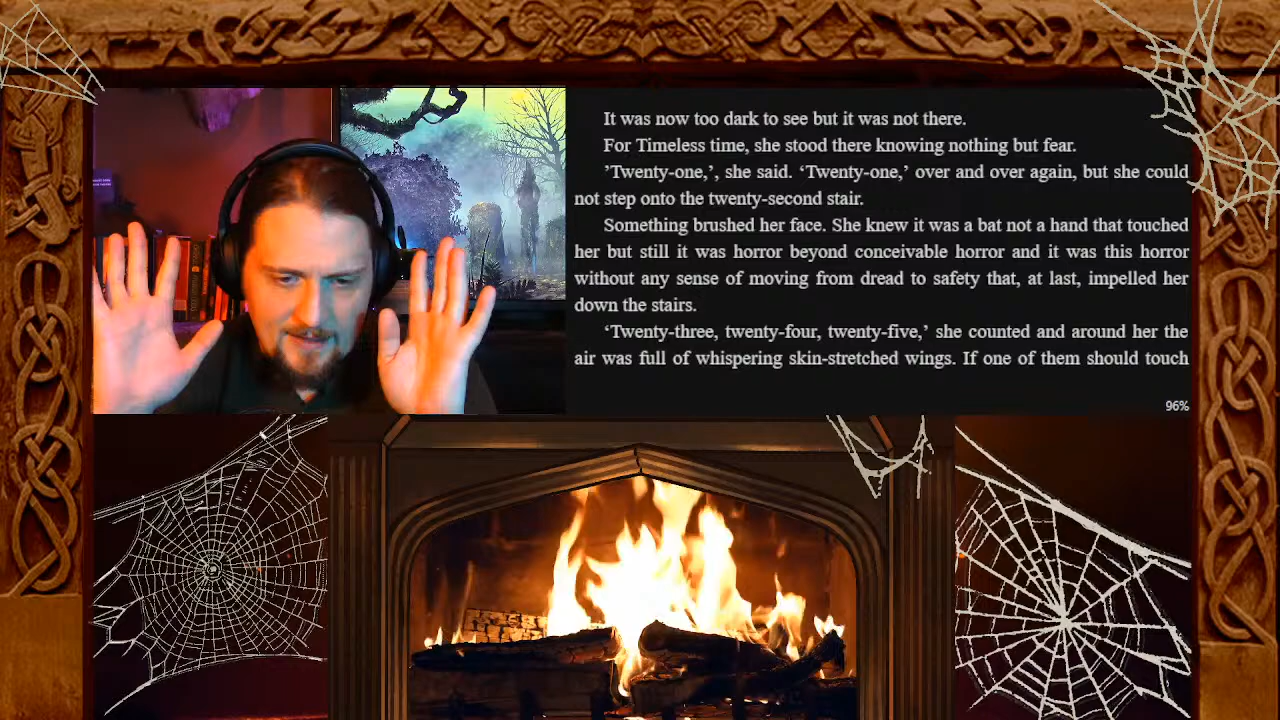 It was now too dark to see but it was not there.
For Timeless time, she stood there knowing nothing but fear.
’Twenty-one,’, she said. ‘Twenty-one,’ over and over again, but she could
not step onto the twenty-second stair.
Something brushed her face. She knew it was a bat not a hand that touched
her but still it was horror beyond conceivable horror and it was this horror
without any sense of moving from dread to safety that, at last, impelled her
down the stairs.
‘Twenty-three, twenty-four, twenty-five,’ she counted and around her the
air was full of whispering skin-stretched wings. If one of them should touch
96%